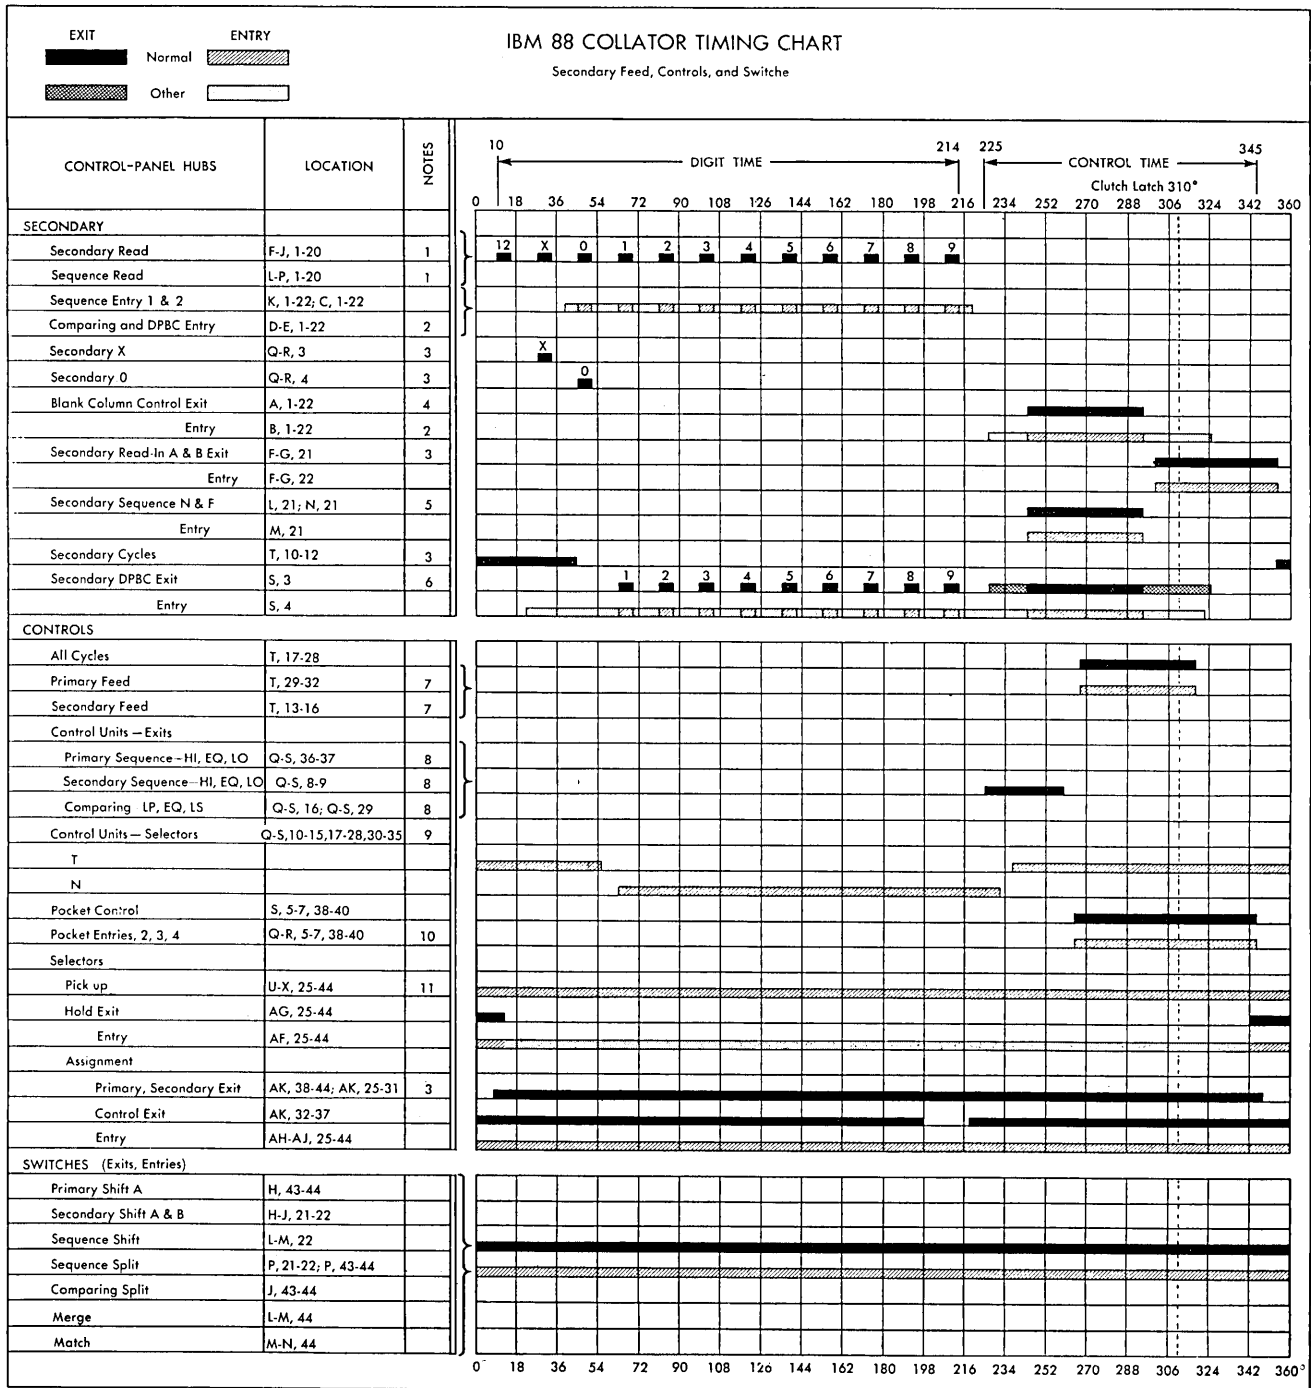 EXIT ENTRY
IBM 88 COLLATOR TIMING CHART
Normal
Secondary Feed, Controls, and Switche
Other
CONTROL-PANEL HUBS LOCATION NOTES
10 DIGIT TIME 214 225 CONTROL TIME 345
Clutch Latch 310°
0 18 36 54 72 90 108 126 144 162 180 198 216 234 252 270 288 306 324 342 360
SECONDARY
Secondary Read F-J, 1-20 1 12 X 0 1 2 3 4 5 6 7 8 9
Sequence Read L-P, 1-20 1
Sequence Entry 1 & 2 K, 1-22; C, 1-22
Comparing and DPBC Entry D-E, 1-22 2
Secondary X Q-R, 3 3 X
Secondary 0 Q-R, 4 3 0
Blank Column Control Exit A, 1-22 4
Entry B, 1-22 2
Secondary Read-In A & B Exit F-G, 21 3
Entry F-G, 22
Secondary Sequence N & F L, 21; N, 21 5
Entry M, 21
Secondary Cycles T, 10-12 3
Secondary DPBC Exit S, 3 6 1 2 3 4 5 6 7 8 9
Entry S, 4
CONTROLS
All Cycles T, 17-28
Primary Feed T, 29-32 7
Secondary Feed T, 13-16 7
Control Units — Exits
Primary Sequence - HI, EQ, LO Q-S, 36-37 8
Secondary Sequence—HI, EQ, LO Q-S, 8-9 8
Comparing LP, EQ, LS Q-S, 16; Q-S, 29 8
Control Units — Selectors Q-S,10-15,17-28,30-35 9
T
N
Pocket Control S, 5-7, 38-40
Pocket Entries, 2, 3, 4 Q-R, 5-7, 38-40 10
Selectors
Pick up U-X, 25-44 11
Hold Exit AG, 25-44
Entry AF, 25-44
Assignment
Primary, Secondary Exit AK, 38-44; AK, 25-31 3
Control Exit AK, 32-37
Entry AH-AJ, 25-44
SWITCHES (Exits, Entries)
Primary Shift A H, 43-44
Secondary Shift A & B H-J, 21-22
Sequence Shift L-M, 22
Sequence Split P, 21-22; P, 43-44
Comparing Split J, 43-44
Merge L-M, 44
Match M-N, 44
0 18 36 54 72 90 108 126 144 162 180 198 216 234 252 270 288 306 324 342 360°